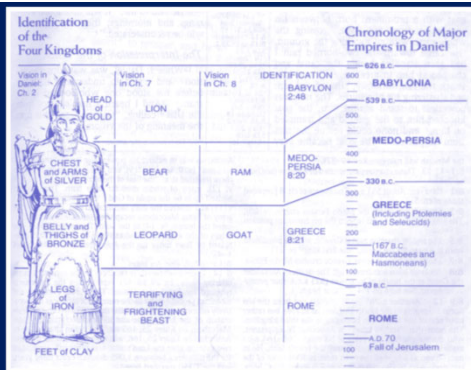 Identification
of the
Four Kingdoms
Chronology of Major
Empires in Daniel
Vision in
Daniel
Ch. 2
Vision
in Ch. 7
Vision
in Ch. 8
IDENTIFICATION
HEAD
of
GOLD
LION
BABYLON
2:48
CHEST
and ARMS
of SILVER
BEAR
RAM
MEDO-
PERSIA
8:20
BELLY and
THIGHS of
BRONZE
LEOPARD
GOAT
GREECE
8:21
LEGS
of
IRON
TERRIFYING
and
FRIGHTENING
BEAST
ROME
FEET of CLAY
626 B.C.
600
BABYLONIA
539 B.C.
500
MEDO-PERSIA
400
330 B.C.
300
GREECE
(Including Ptolemies
and Seleucids)
200
(167 B.C.
Maccabees and
Hasmoneans)
100
63 B.C.
ROME
A.D. 70
Fall of Jerusalem
100